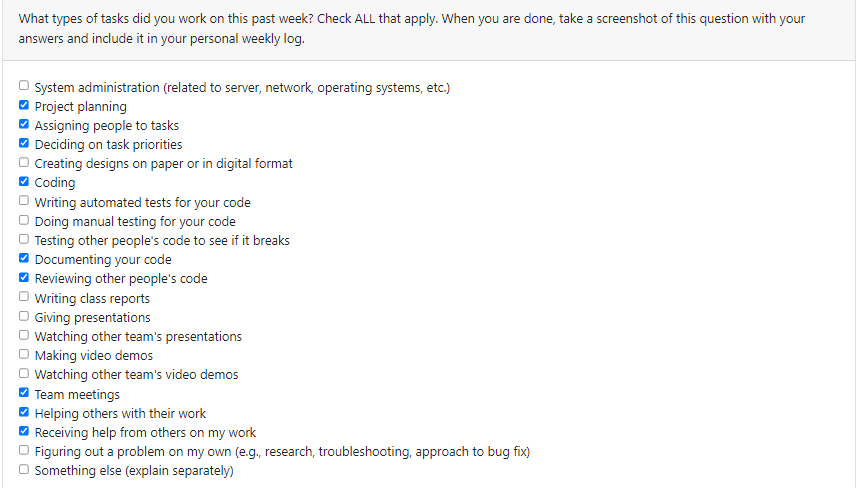 What types of tasks did you work on this past week? Check ALL that apply. When you are done, take a screenshot of this question with your
answers and include it in your personal weekly log.
System administration (related to server, network, operating systems, etc.)
Project planning
Assigning people to tasks
Deciding on task priorities
Creating designs on paper or in digital format
Coding
Writing automated tests for your code
Doing manual testing for your code
Testing other people's code to see if it breaks
Documenting your code
Reviewing other people's code
Writing class reports
Giving presentations
Watching other team's presentations
Making video demos
Watching other team's video demos
Team meetings
Helping others with their work
Receiving help from others on my work
Figuring out a problem on my own (e.g., research, troubleshooting, approach to bug fix)
Something else (explain separately)